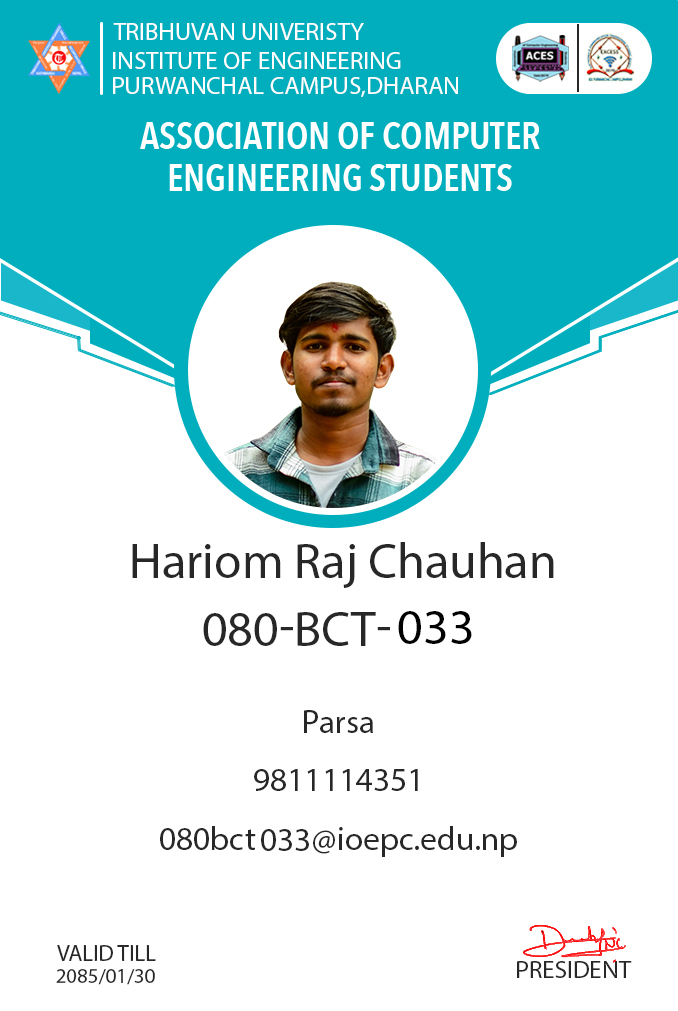 TRIBHUVAN UNIVERISTY
INSTITUTE OF ENGINEERING
PURWANCHAL CAMPUS,DHARAN
ACES
EXCESS
ASSOCIATION OF COMPUTER
ENGINEERING STUDENTS
Hariom Raj Chauhan
080-BCT-033
Parsa
9811114351
080bct033@ioepc.edu.np
VALID TILL
2085/01/30
PRESIDENT